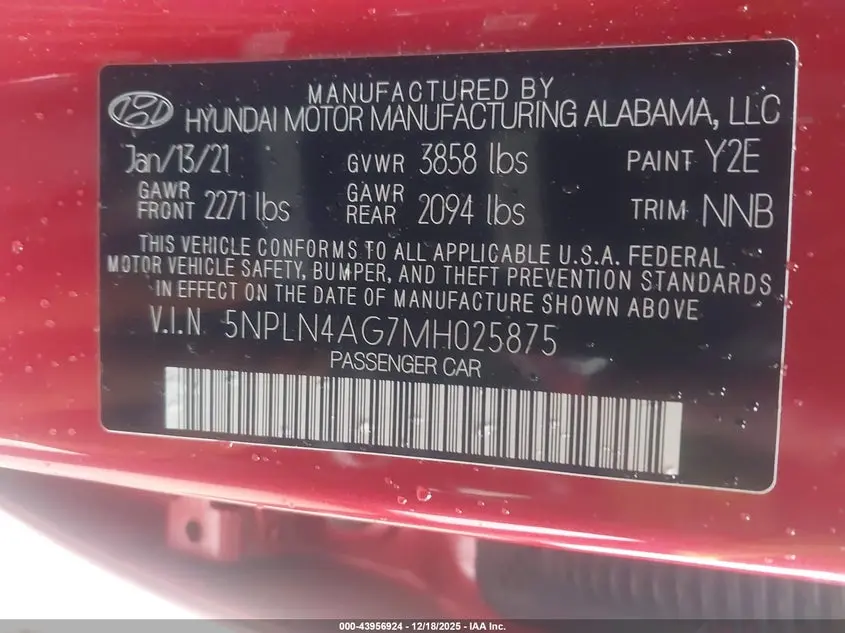 MANUFACTURED BY
HYUNDAI MOTOR MANUFACTURING ALABAMA, LLC
Jan/13/21 GVWR 3858 lbs PAINT Y2E
GAWR FRONT 2271 lbs GAWR REAR 2094 lbs TRIM NNB
THIS VEHICLE CONFORMS TO ALL APPLICABLE U.S.A. FEDERAL
MOTOR VEHICLE SAFETY, BUMPER, AND THEFT PREVENTION STANDARDS
IN EFFECT ON THE DATE OF MANUFACTURE SHOWN ABOVE
V.I.N 5NPLN4AG7MH025875
PASSENGER CAR
000-43956924 / 12/18/2025 - IAA Inc.